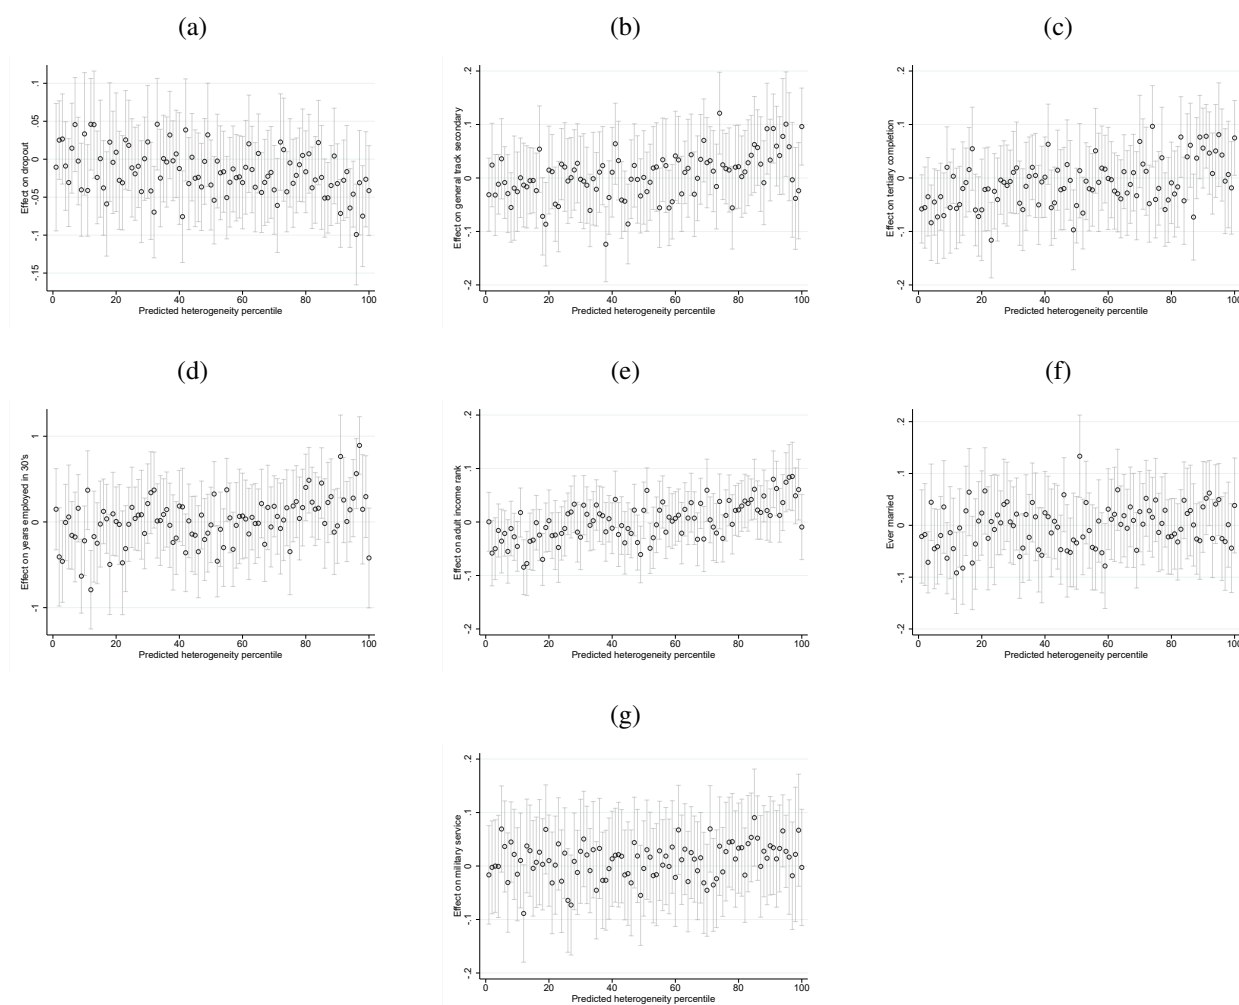 (a)
(b)
(c)
Effect on dropout
.1
.05
0
-.05
-.1
-.15
0 20 40 60 80 100
Predicted heterogeneity percentile
Effect on general track secondary
.2
.1
0
-.1
-.2
0 20 40 60 80 100
Predicted heterogeneity percentile
Effect on tertiary completion
.2
.1
0
-.1
-.2
0 20 40 60 80 100
Predicted heterogeneity percentile
(d)
(e)
(f)
Effect on years employed in 30's
1
0
-1
0 20 40 60 80 100
Predicted heterogeneity percentile
Effect on adult income rank
.2
.1
0
-.1
-.2
0 20 40 60 80 100
Predicted heterogeneity percentile
Ever married
.2
.1
0
-.1
-.2
0 20 40 60 80 100
Predicted heterogeneity percentile
(g)
Effect on military service
.2
.1
0
-.1
-.2
0 20 40 60 80 100
Predicted heterogeneity percentile